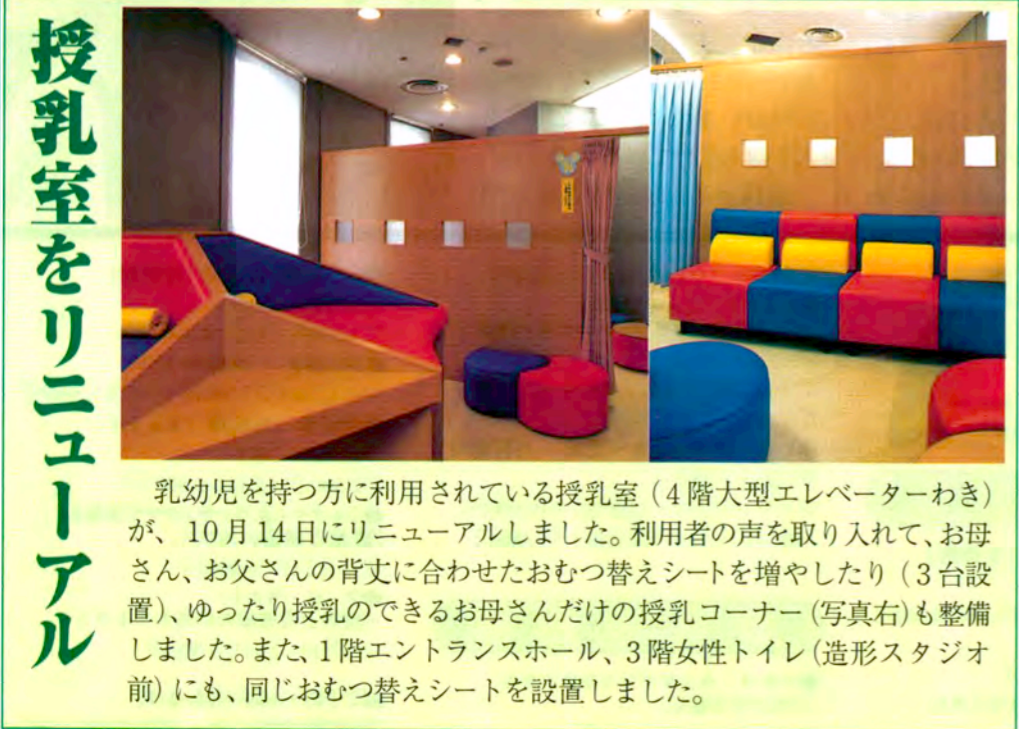 授乳室をリニューアル
乳幼児を持つ方に利用されている授乳室（4階大型エレベーターわき）
が、10月14日にリニューアルしました。利用者の声を取り入れて、お母
さん、お父さんの背丈に合わせたおむつ替えシートを増やしたり（3台設
置）、ゆったり授乳のできるお母さんだけの授乳コーナー（写真右）も整備
しました。また、1階エントランスホール、3階女性トイレ（造形スタジオ
前）にも、同じおむつ替えシートを設置しました。